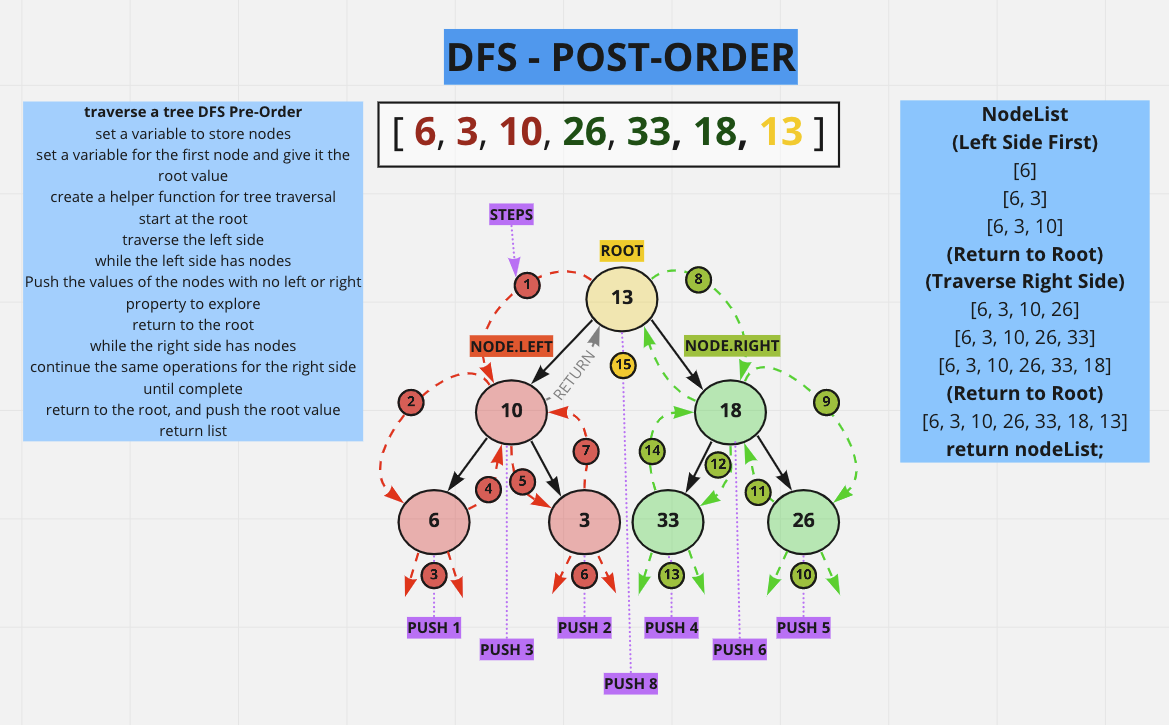 DFS - POST-ORDER
traverse a tree DFS Pre-Order
set a variable to store nodes
set a variable for the first node and give it the
root value
create a helper function for tree traversal
start at the root
traverse the left side
while the left side has nodes
Push the values of the nodes with no left or right
property to explore
return to the root
while the right side has nodes
continue the same operations for the right side
until complete
return to the root, and push the root value
return list
[ 6, 3, 10, 26, 33, 18, 13 ]
NodeList
(Left Side First)
[6]
[6, 3]
[6, 3, 10]
(Return to Root)
(Traverse Right Side)
[6, 3, 10, 26]
[6, 3, 10, 26, 33]
[6, 3, 10, 26, 33, 18]
(Return to Root)
[6, 3, 10, 26, 33, 18, 13]
return nodeList;
STEPS
ROOT
1
8
13
NODE.LEFT
NODE.RIGHT
RETURN
15
2
10
18
9
7
14
12
4
5
11
6
3
33
26
3
6
13
10
PUSH 1
PUSH 2
PUSH 4
PUSH 5
PUSH 3
PUSH 6
PUSH 8